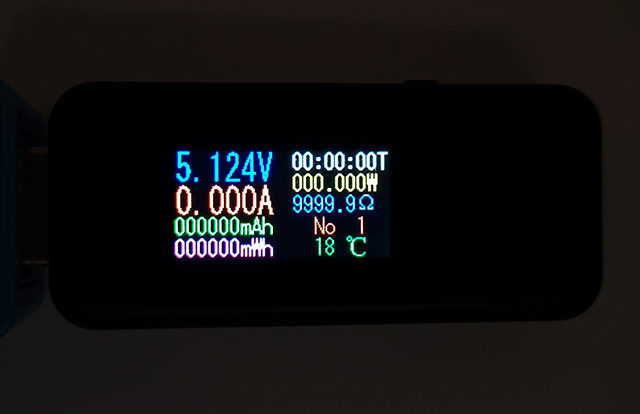 5.124V
0.000A
000000mAh
000000mWh
00:00:00T
000.000W
9999.9Ω
No 1
18 ℃